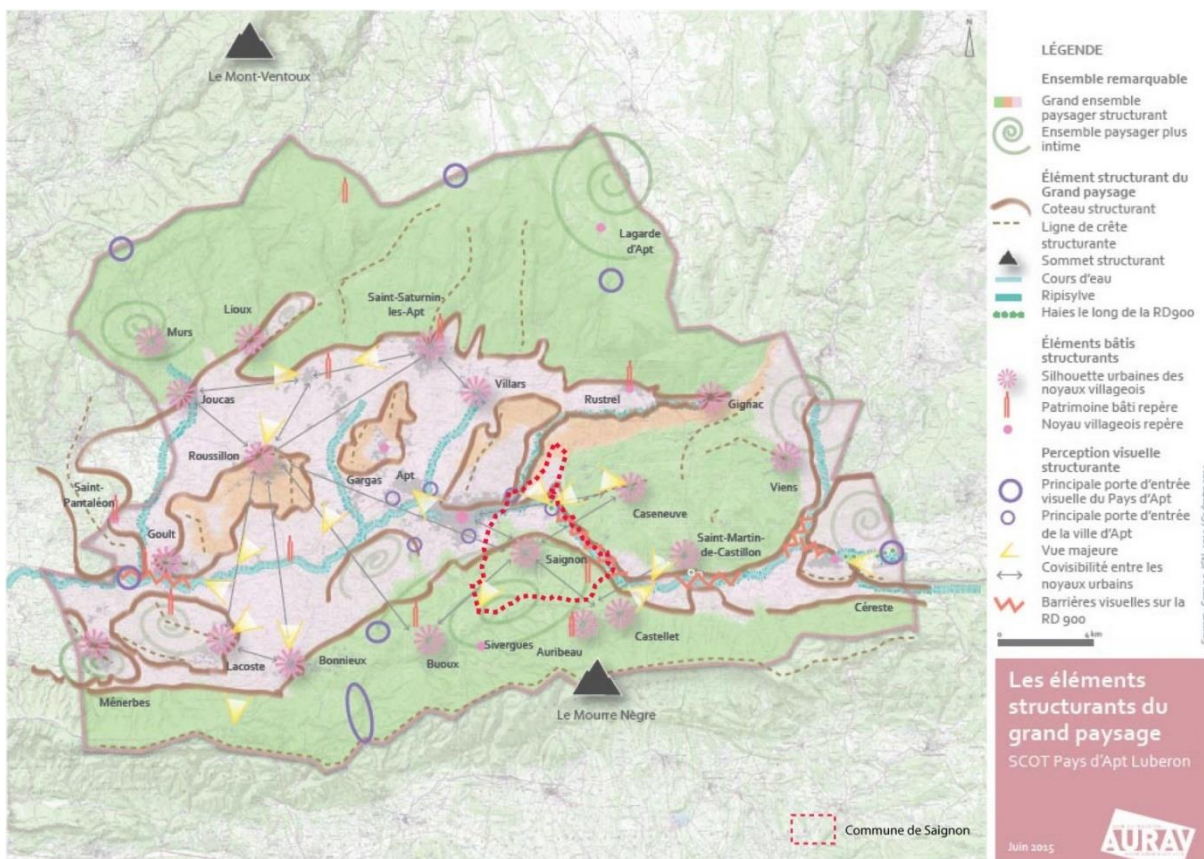 N
Le Mont-Ventoux
Lagarde
d'Apt
Saint-Saturnin
les-Apt
Lioux
Murs
Joucas
Villars
Rustrel
Gignac
Roussillon
Gargas
Apt
Saint-
Pantaléon
Viens
Caseneuve
Goult
Saignon
Saint-Martin-
de-Castillon
Céreste
Castellet
Sivergues
Auribeau
Buoux
Bonnieux
Lacoste
Ménerbes
Le Mourre Nègre
Commune de Saignon
LÉGENDE
Ensemble remarquable
Grand ensemble
paysager structurant
Ensemble paysager plus
intime
Élément structurant du
Grand paysage
Coteau structurant
Ligne de crête
structurante
Sommet structurant
Cours d'eau
Ripisylve
Haies le long de la RD900
Éléments bâtis
structurants
Silhouette urbaines des
noyaux villageois
Patrimoine bâti repère
Noyau villageois repère
Perception visuelle
structurante
Principale porte d'entrée
visuelle du Pays d'Apt
Principale porte d'entrée
de la ville d'Apt
Vue majeure
Covisibilité entre les
noyaux urbains
Barrières visuelles sur la
RD 900
0 4 km
Les éléments
structurants du
grand paysage
SCOT Pays d'Apt Luberon
Juin 2015
AURAV